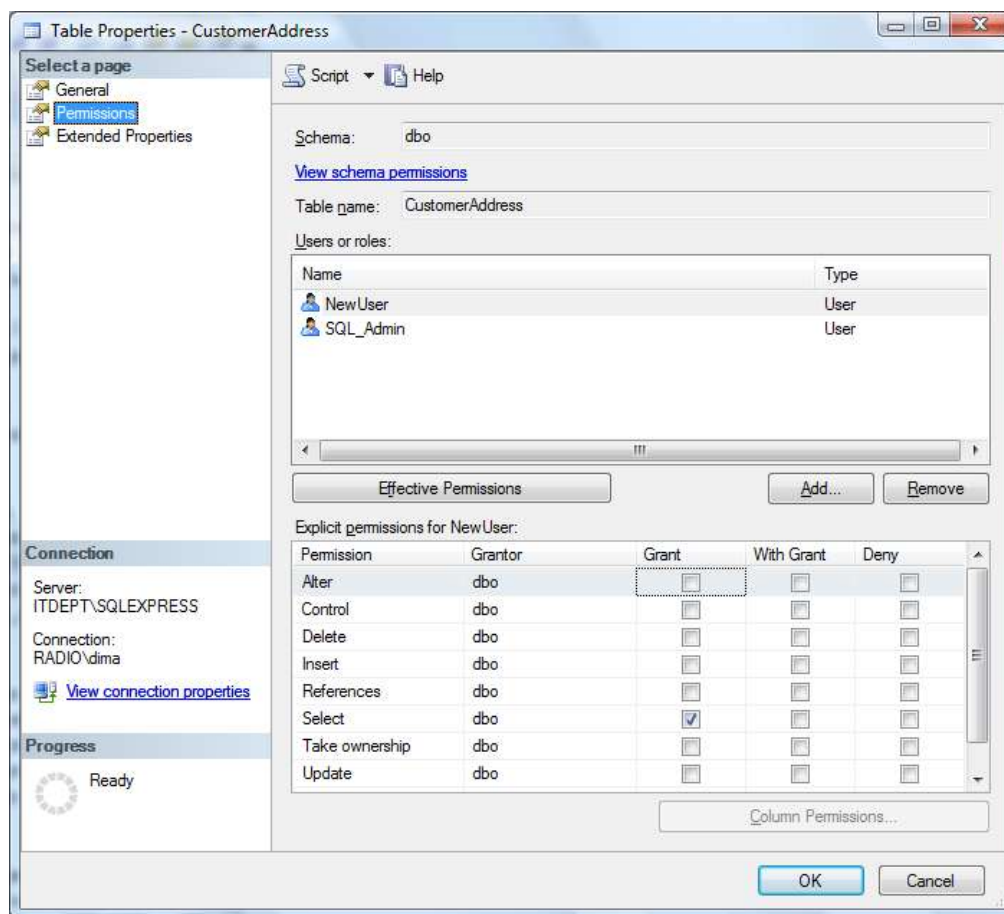 Table Properties - CustomerAddress
Select a page
General
Permissions
Extended Properties
Script Help
Schema: dbo
View schema permissions
Table name: CustomerAddress
Users or roles:
Name Type
NewUser User
SQL_Admin User
Effective Permissions Add... Remove
Explicit permissions for NewUser:
Permission Grantor Grant With Grant Deny
Alter dbo
Control dbo
Delete dbo
Insert dbo
References dbo
Select dbo
Take ownership dbo
Update dbo
Column Permissions...
Connection
Server:
ITDEPT\SQLEXPRESS
Connection:
RADIO\dima
View connection properties
Progress
Ready
OK Cancel